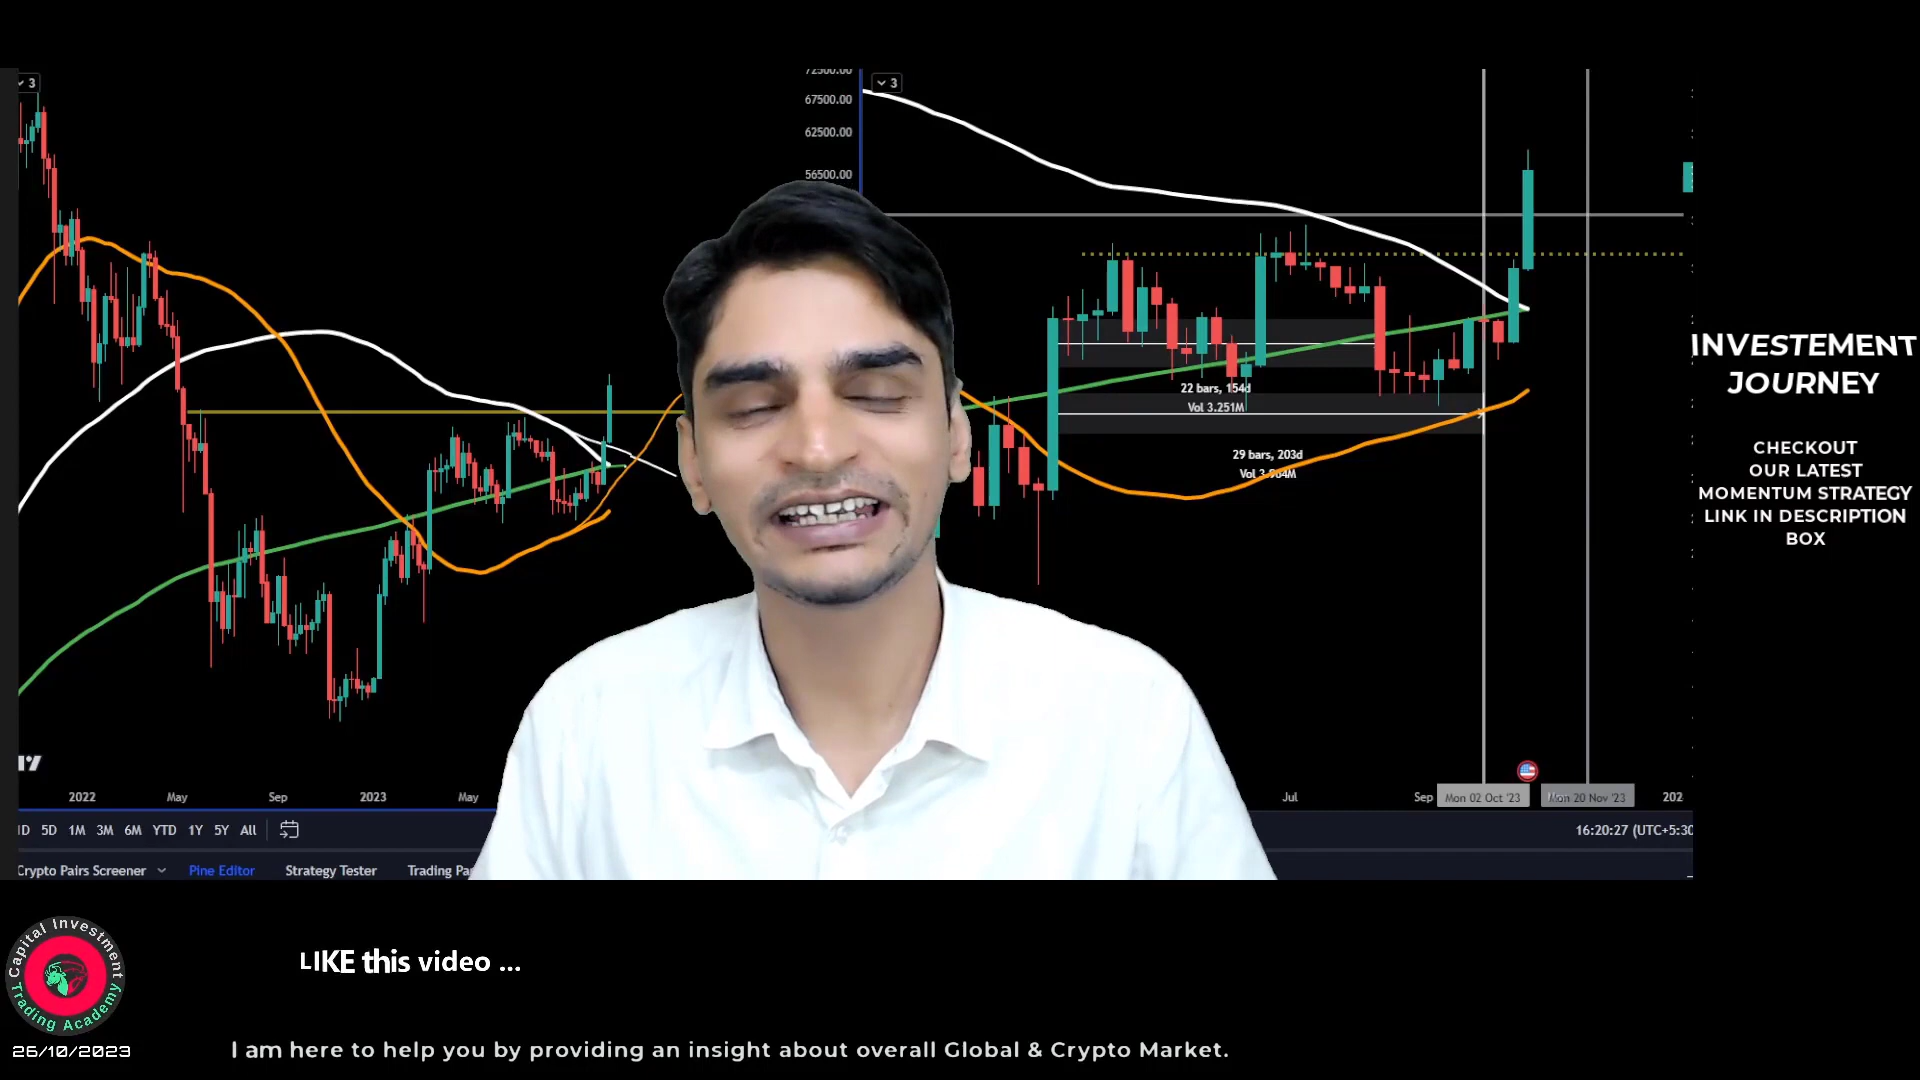 3
72500.00
67500.00
62500.00
56500.00
3
22 bars, 154d
Vol 3.251M
29 bars, 203d
2022
May
Sep
2023
May
Jul
Sep
Mon 02 Oct '23
Mon 20 Nov '23
202
1D 5D 1M 3M 6M YTD 1Y 5Y All
16:20:27 (UTC+5:30
Crypto Pairs Screener
Pine Editor
Strategy Tester
Trading Pa
INVESTEMENT
JOURNEY
CHECKOUT
OUR LATEST
MOMENTUM STRATEGY
LINK IN DESCRIPTION
BOX
Capital Investment
Trading Academy
26/10/2023
LIKE this video ...
I am here to help you by providing an insight about overall Global & Crypto Market.